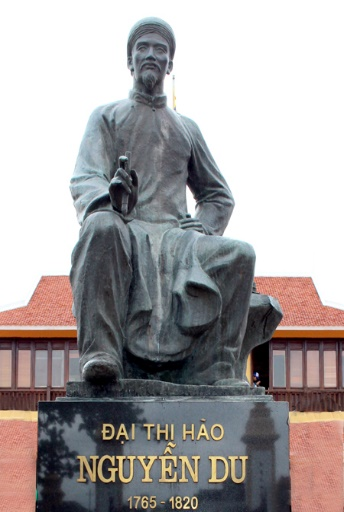 ĐẠI THI HÀO
NGUYỄN DU
1765 - 1820